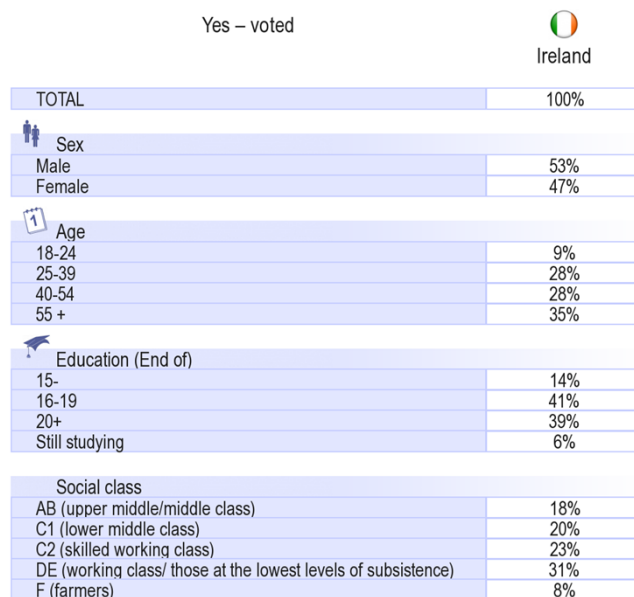 Yes – voted
Ireland
TOTAL 100%
Sex
Male 53%
Female 47%
1
Age
18-24 9%
25-39 28%
40-54 28%
55 + 35%
Education (End of)
15- 14%
16-19 41%
20+ 39%
Still studying 6%
Social class
AB (upper middle/middle class) 18%
C1 (lower middle class) 20%
C2 (skilled working class) 23%
DE (working class/ those at the lowest levels of subsistence) 31%
F (farmers) 8%